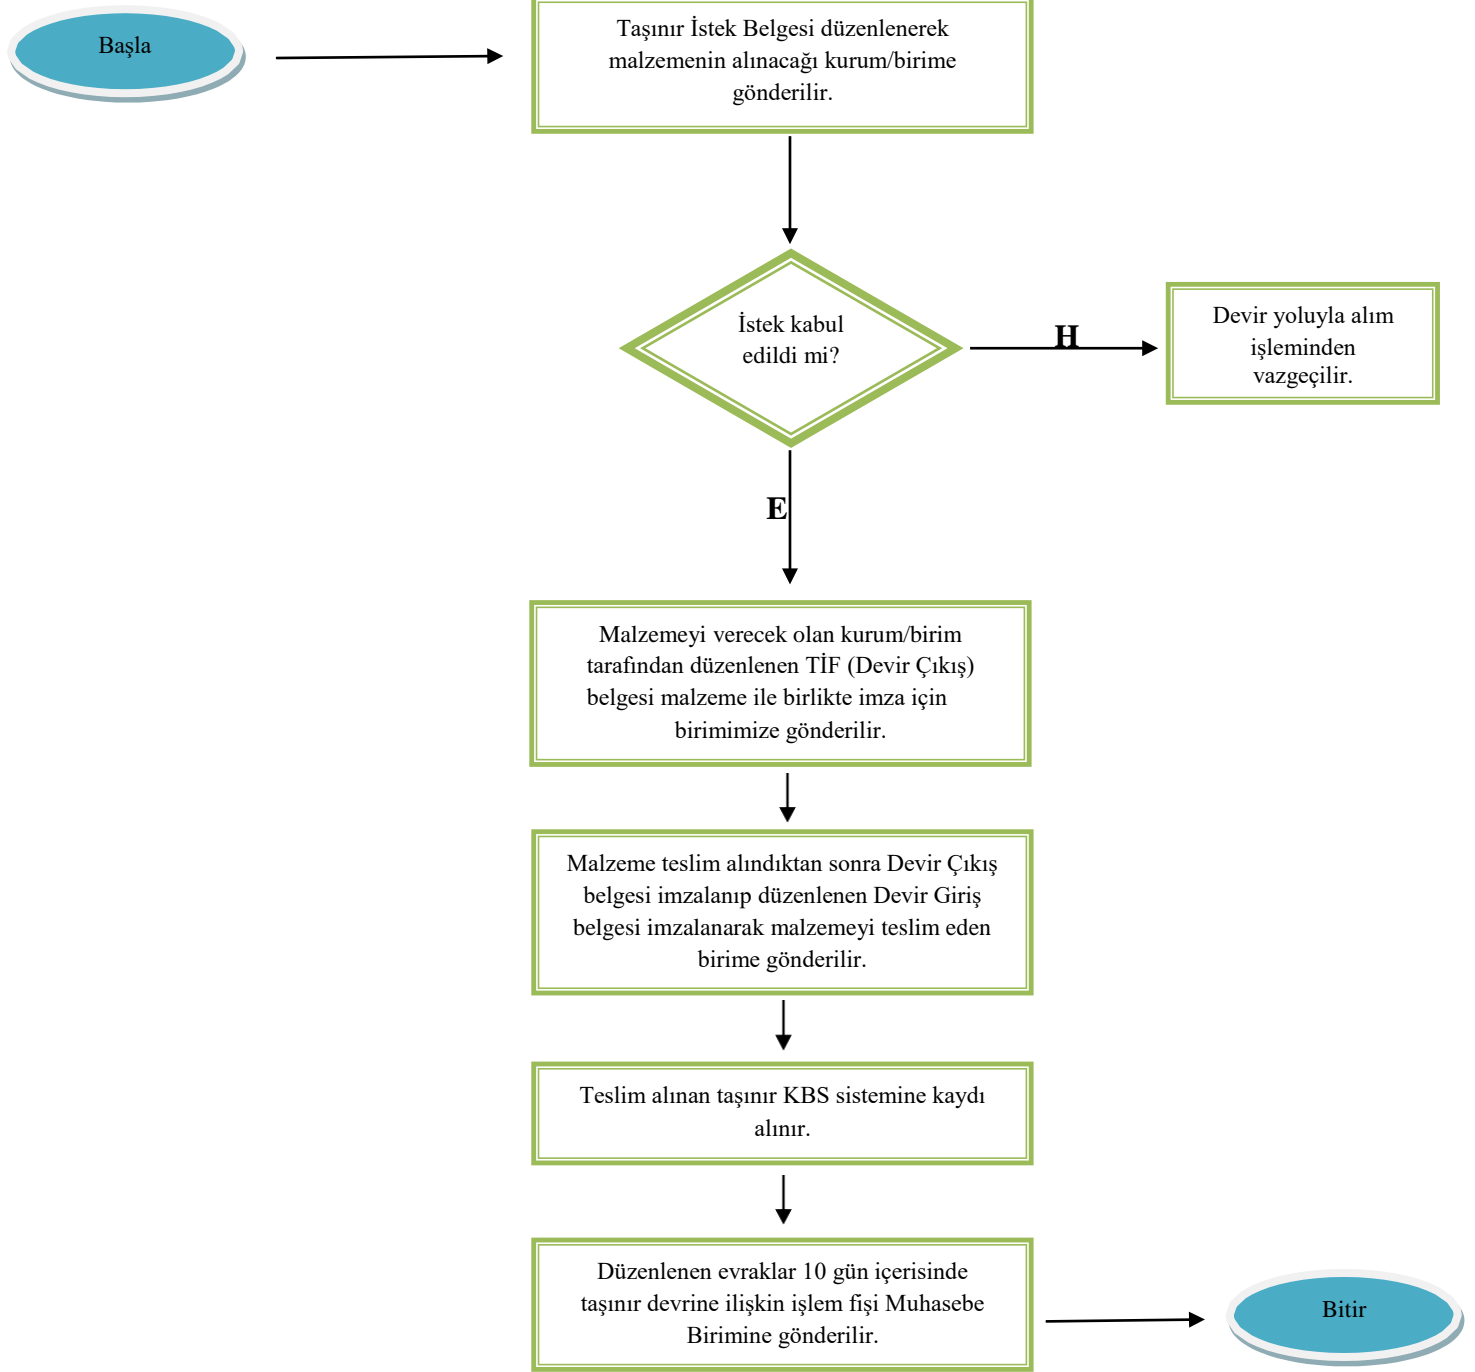 Başla
Taşınır İstek Belgesi düzenlenerek
malzemenin alınacağı kurum/birime
gönderilir.
İstek kabul
edildi mi?
H
Devir yoluyla alım
işleminden
vazgeçilir.
E
Malzemeyi verecek olan kurum/birim
tarafından düzenlenen TİF (Devir Çıkış)
belgesi malzeme ile birlikte imza için
birimimize gönderilir.
Malzeme teslim alındıktan sonra Devir Çıkış
belgesi imzalanıp düzenlenen Devir Giriş
belgesi imzalanarak malzemeyi teslim eden
birime gönderilir.
Teslim alınan taşınır KBS sistemine kaydı
alınır.
Düzenlenen evraklar 10 gün içerisinde
taşınır devrine ilişkin işlem fişi Muhasebe
Birimine gönderilir.
Bitir